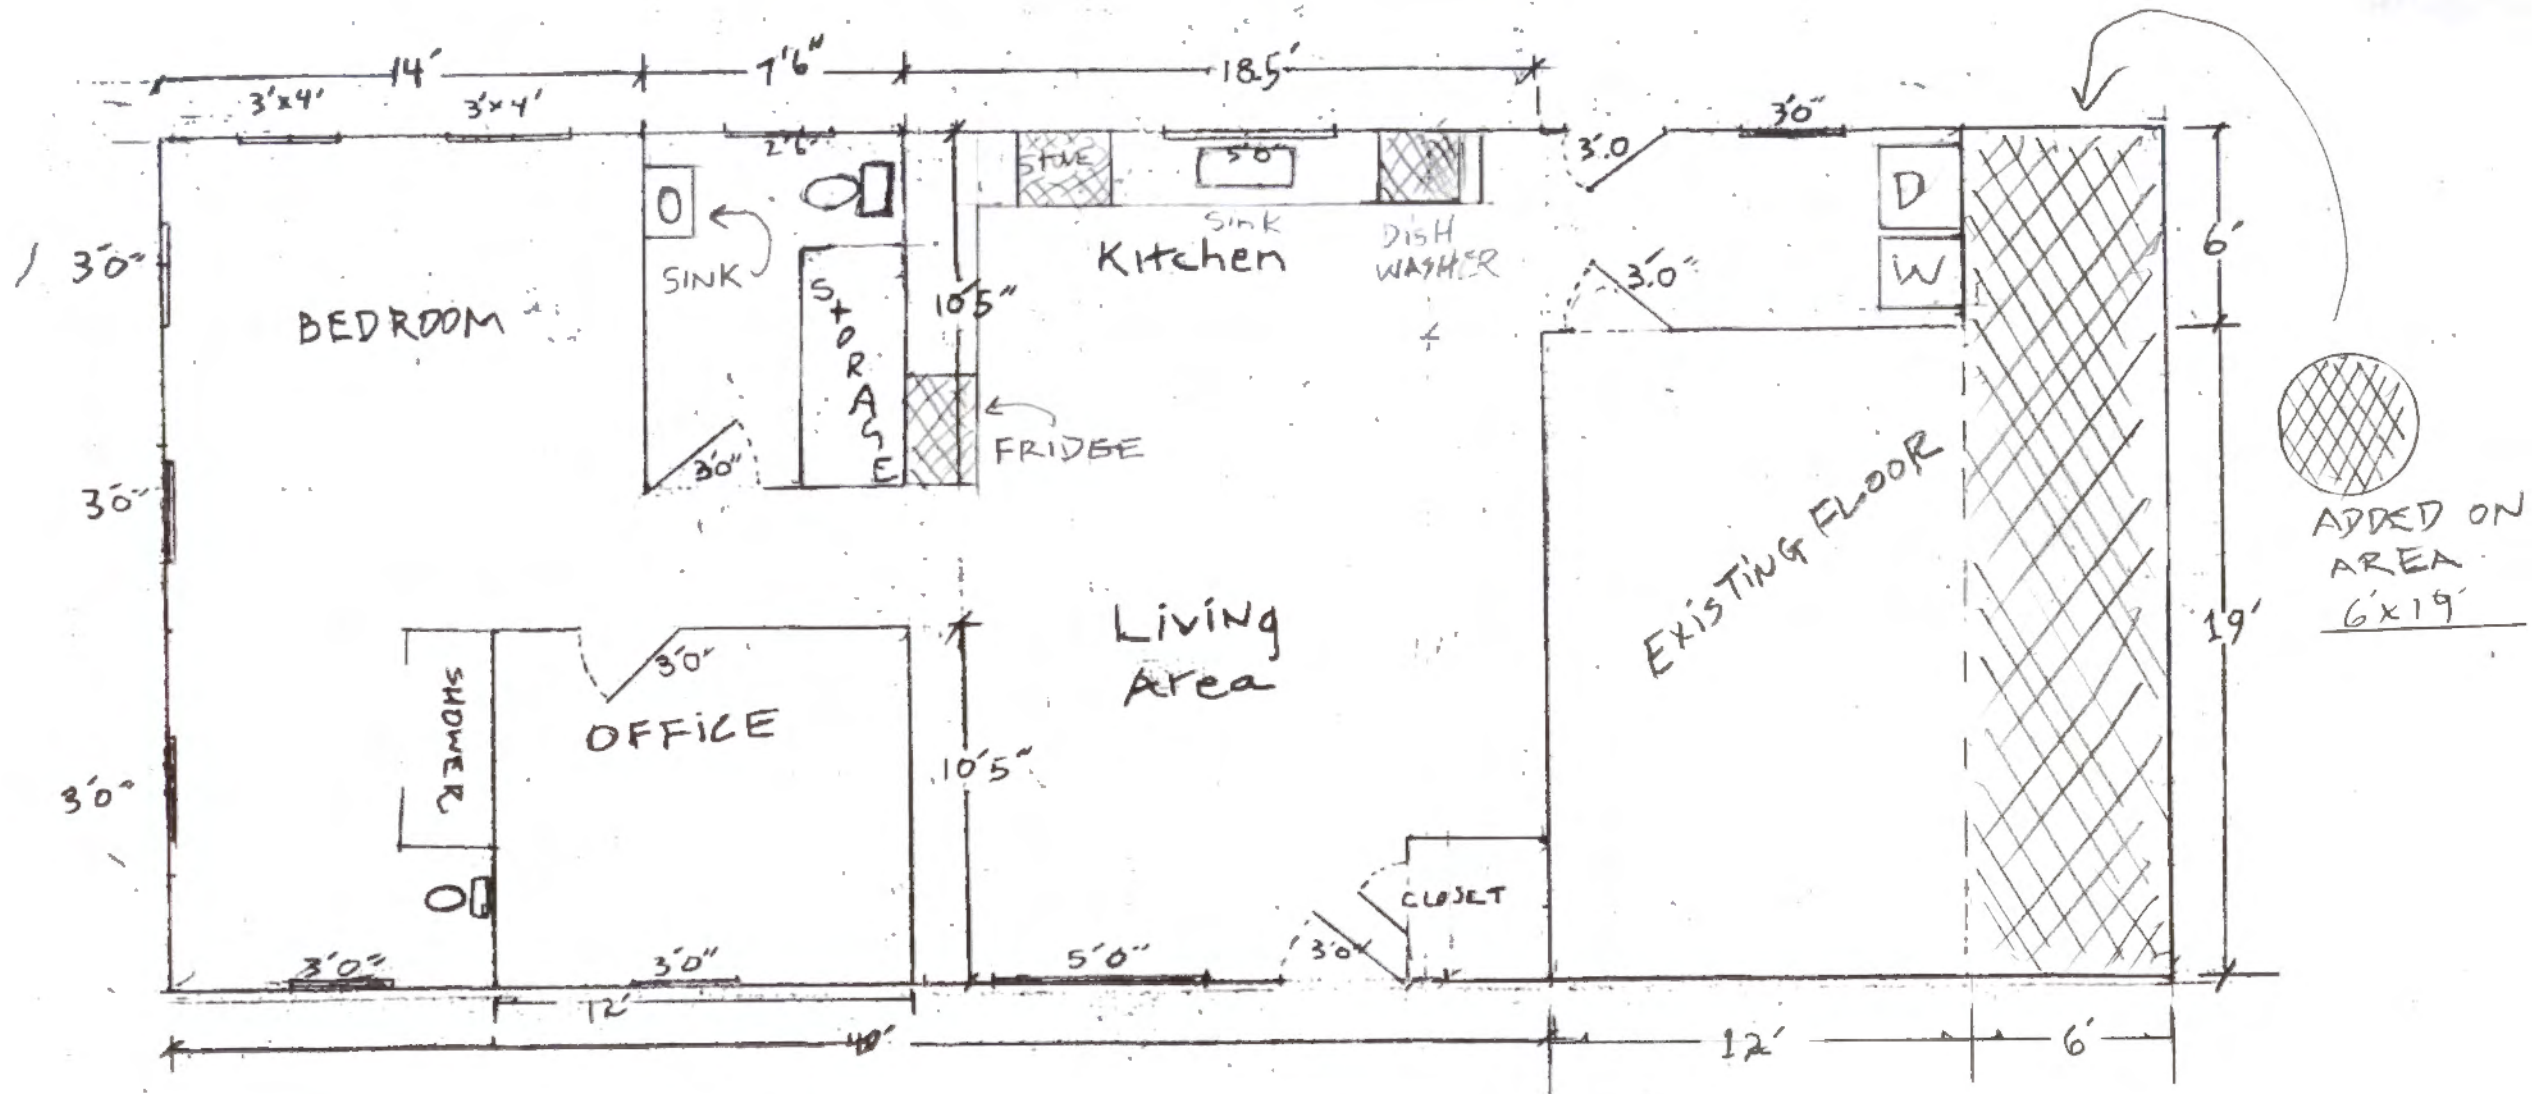 14'
7'6"
18.5'
3'x4'
3'x4'
2'6"
5'0"
3'0
3'0"
STOVE
Sink
DISH
WASHER
Kitchen
D
W
6'
3'0"
SINK
STORAGE
10'5"
3'0"
BEDROOM
3'0"
FRIDGE
3'0"
3'0"
EXISTING FLOOR
ADDED ON
AREA
6'x19'
19'
Living
Area
3'0"
OFFICE
SHOWER
10'5"
3'0"
CLOSET
3'0"
3'0"
3'0"
5'0"
12'
40'
12'
6'